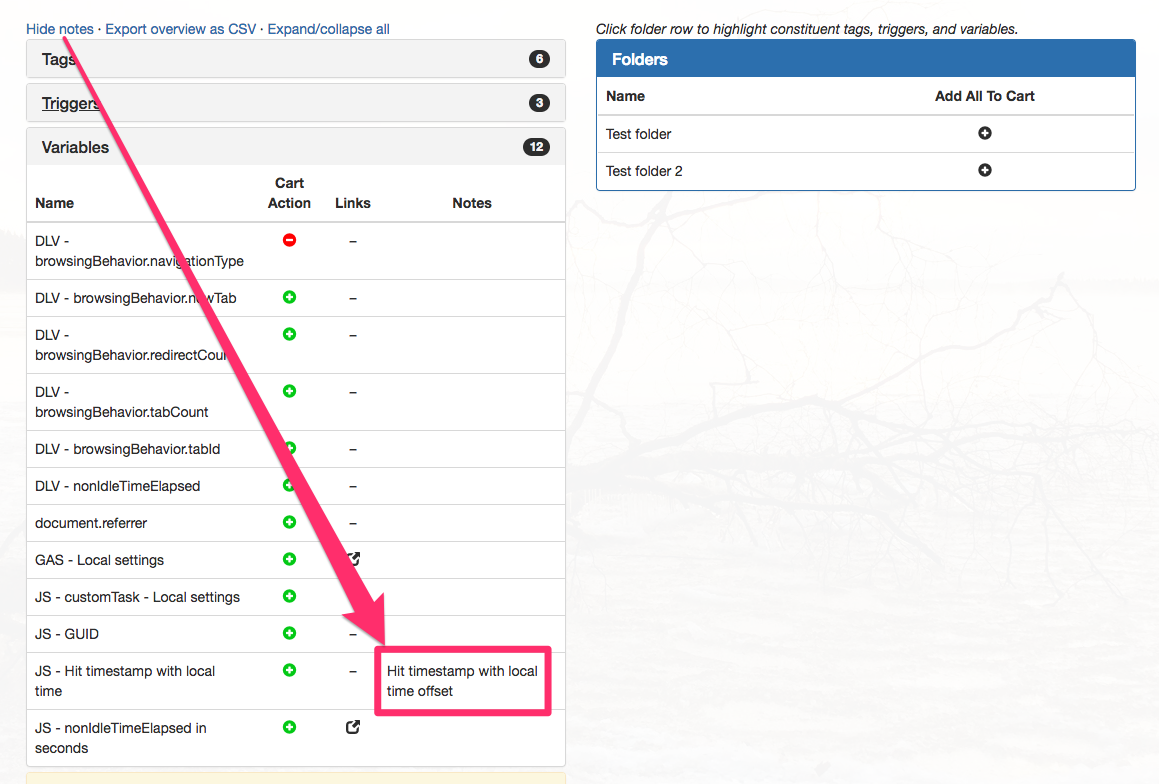 Hide notes · Export overview as CSV · Expand/collapse all
Tags 6
Triggers 3
Variables 12
Name Cart Action Links Notes
DLV -
browsingBehavior.navigationType –
DLV - browsingBehavior.newTab –
DLV -
browsingBehavior.redirectCount –
DLV -
browsingBehavior.tabCount –
DLV - browsingBehavior.tabId –
DLV - nonIdleTimeElapsed –
document.referrer –
GAS - Local settings
JS - customTask - Local settings
JS - GUID –
JS - Hit timestamp with local
time –
Hit timestamp with local
time offset
JS - nonIdleTimeElapsed in
seconds
Click folder row to highlight constituent tags, triggers, and variables.
Folders
Name Add All To Cart
Test folder
Test folder 2